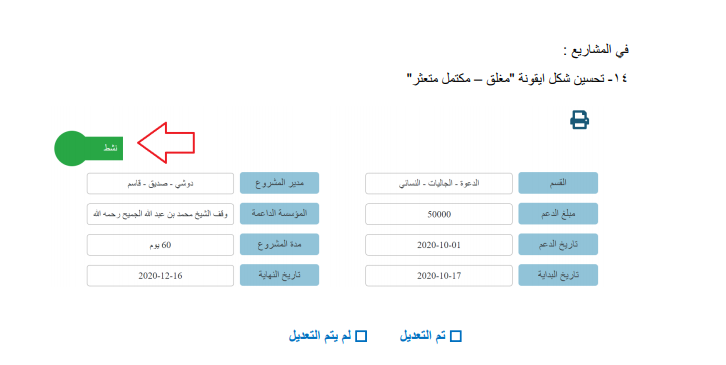 في المشاريع :
١٤- تحسين شكل ايقونة "مغلق – مكتمل متعثر"
نشط
القسم الدعوة - الجاليات - النسائي مدير المشروع دوشي - صديق - قاسم
مبلغ الدعم 50000 المؤسسة الداعمة وقف الشيخ محمد بن عبد الله الجميح رحمه الله
تاريخ الدعم 2020-10-01 مدة المشروع 60 يوم
تاريخ البداية 2020-10-17 تاريخ النهاية 2020-12-16
تم التعديل لم يتم التعديل